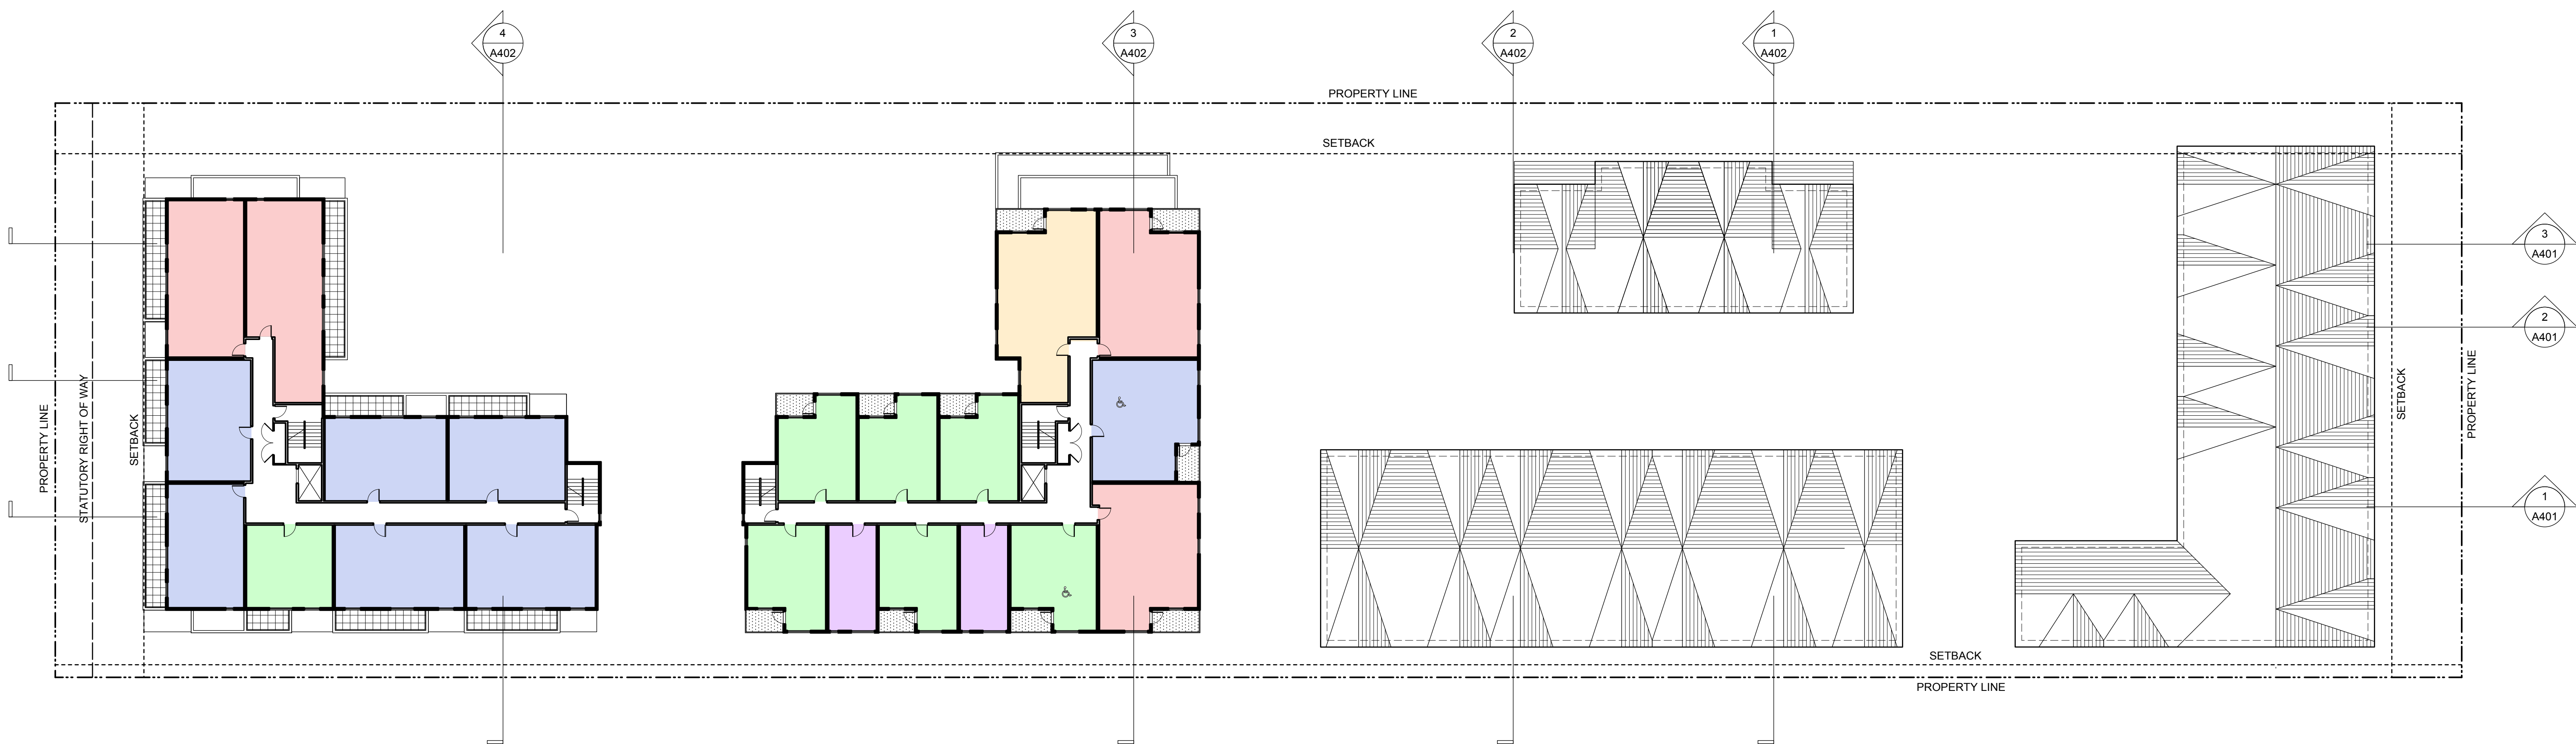 4
A402
3
A402
2
A402
1
A402
PROPERTY LINE
SETBACK
3
A401
2
A401
1
A401
PROPERTY LINE
STATUTORY RIGHT OF WAY
SETBACK
SETBACK
PROPERTY LINE
SETBACK
PROPERTY LINE